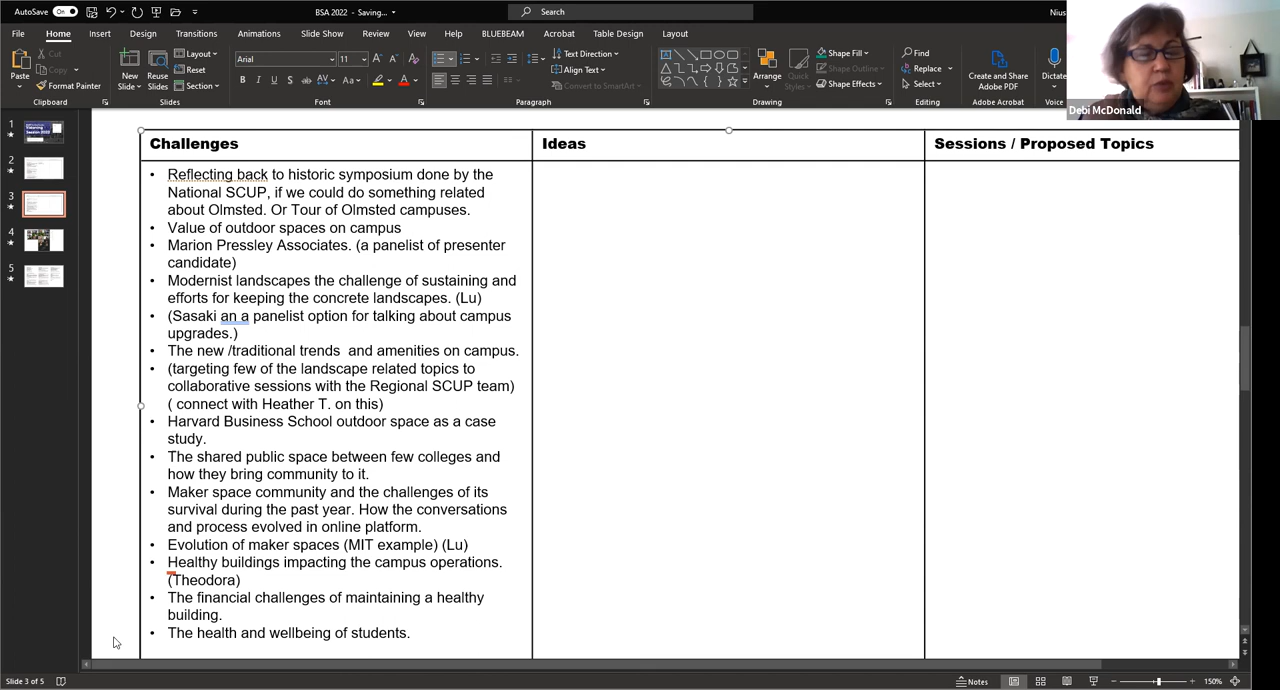 AutoSave On BSA 2022 - Saving... Search Nius
File Home Insert Design Transitions Animations Slide Show Review View Help BLUEBEAM Acrobat Table Design Layout
Paste Cut Copy Format Painter Clipboard
New Slide Reuse Slides Layout Reset Section Slides
Arial 11 Font
Text Direction Align Text Convert to SmartArt Paragraph
Arrange Quick Styles Shape Fill Shape Outline Shape Effects Drawing
Find Replace Select Editing
Create and Share Adobe PDF Adobe Acrobat
Dictate Voice
Debi McDonald
1
2
3
4
5
Challenges Ideas Sessions / Proposed Topics
• Reflecting back to historic symposium done by the
National SCUP, if we could do something related
about Olmsted. Or Tour of Olmsted campuses.
• Value of outdoor spaces on campus
• Marion Pressley Associates. (a panelist of presenter
candidate)
• Modernist landscapes the challenge of sustaining and
efforts for keeping the concrete landscapes. (Lu)
• (Sasaki an a panelist option for talking about campus
upgrades.)
• The new /traditional trends and amenities on campus.
• (targeting few of the landscape related topics to
collaborative sessions with the Regional SCUP team)
( connect with Heather T. on this)
• Harvard Business School outdoor space as a case
study.
• The shared public space between few colleges and
how they bring community to it.
• Maker space community and the challenges of its
survival during the past year. How the conversations
and process evolved in online platform.
• Evolution of maker spaces (MIT example) (Lu)
• Healthy buildings impacting the campus operations.
(Theodora)
• The financial challenges of maintaining a healthy
building.
• The health and wellbeing of students.
Slide 3 of 5 Notes 150%